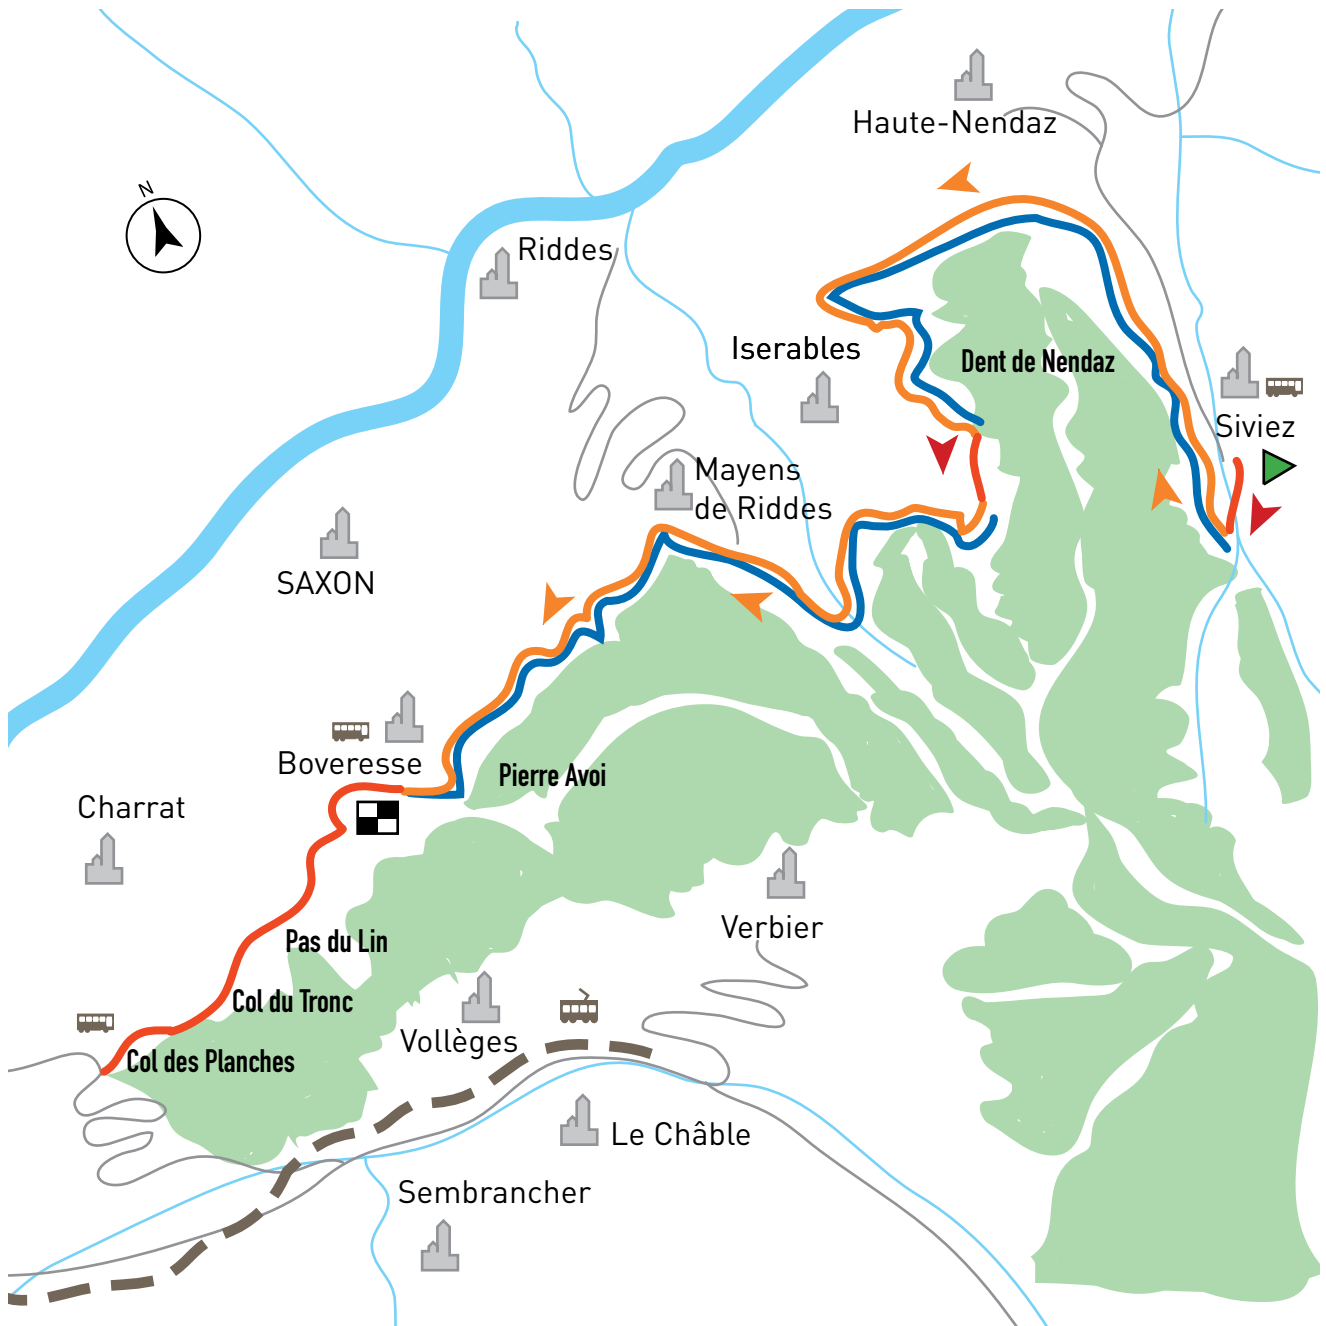 Haute-Nendaz
N
Riddes
Iserables
Dent de Nendaz
Siviez
Mayens
de Riddes
SAXON
Boveresse
Pierre Avoi
Charrat
Verbier
Pas du Lin
Col du Tronc
Vollèges
Col des Planches
Le Châble
Sembrancher